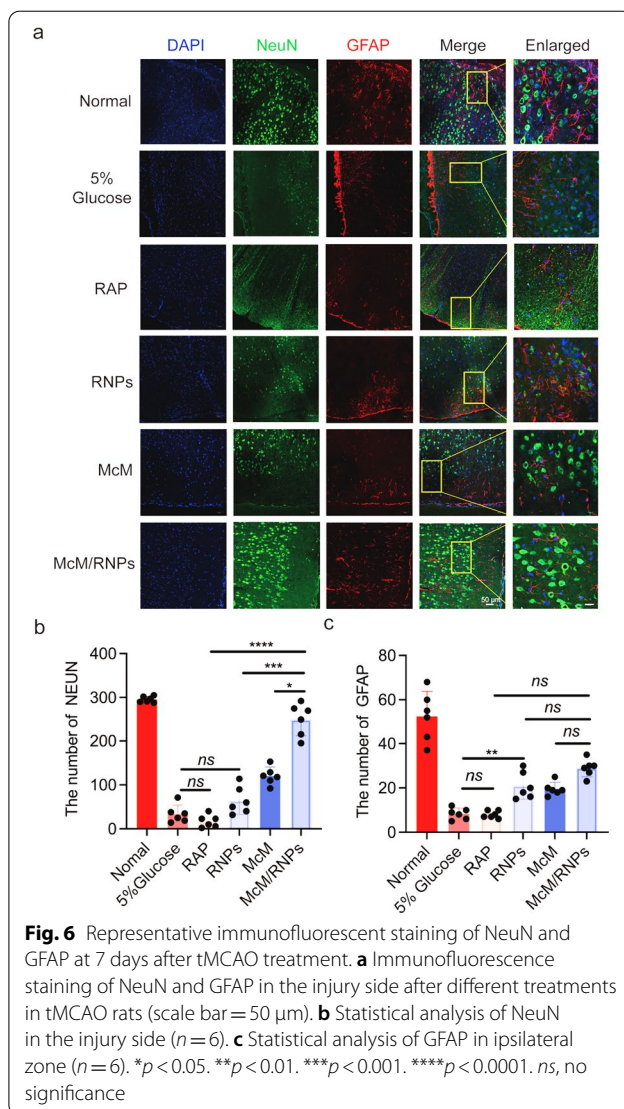 a
DAPI NeuN GFAP Merge Enlarged
Normal
5%
Glucose
RAP
RNPs
McM
McM/RNPs
50 μm
b
The number of NEUN
400
300
200
100
0
ns
ns
****
***
*
Normal
5% Glucose
RAP
RNPs
McM
McM/RNPs
c
The number of GFAP
80
60
40
20
0
ns
**
ns
ns
ns
Normal
5% Glucose
RAP
RNPs
McM
McM/RNPs
Fig. 6 Representative immunofluorescent staining of NeuN and
GFAP at 7 days after tMCAO treatment. a Immunofluorescence
staining of NeuN and GFAP in the injury side after different treatments
in tMCAO rats (scale bar = 50 μm). b Statistical analysis of NeuN
in the injury side (n = 6). c Statistical analysis of GFAP in ipsilateral
zone (n = 6). *p < 0.05. **p < 0.01. ***p < 0.001. ****p < 0.0001. ns, no
significance